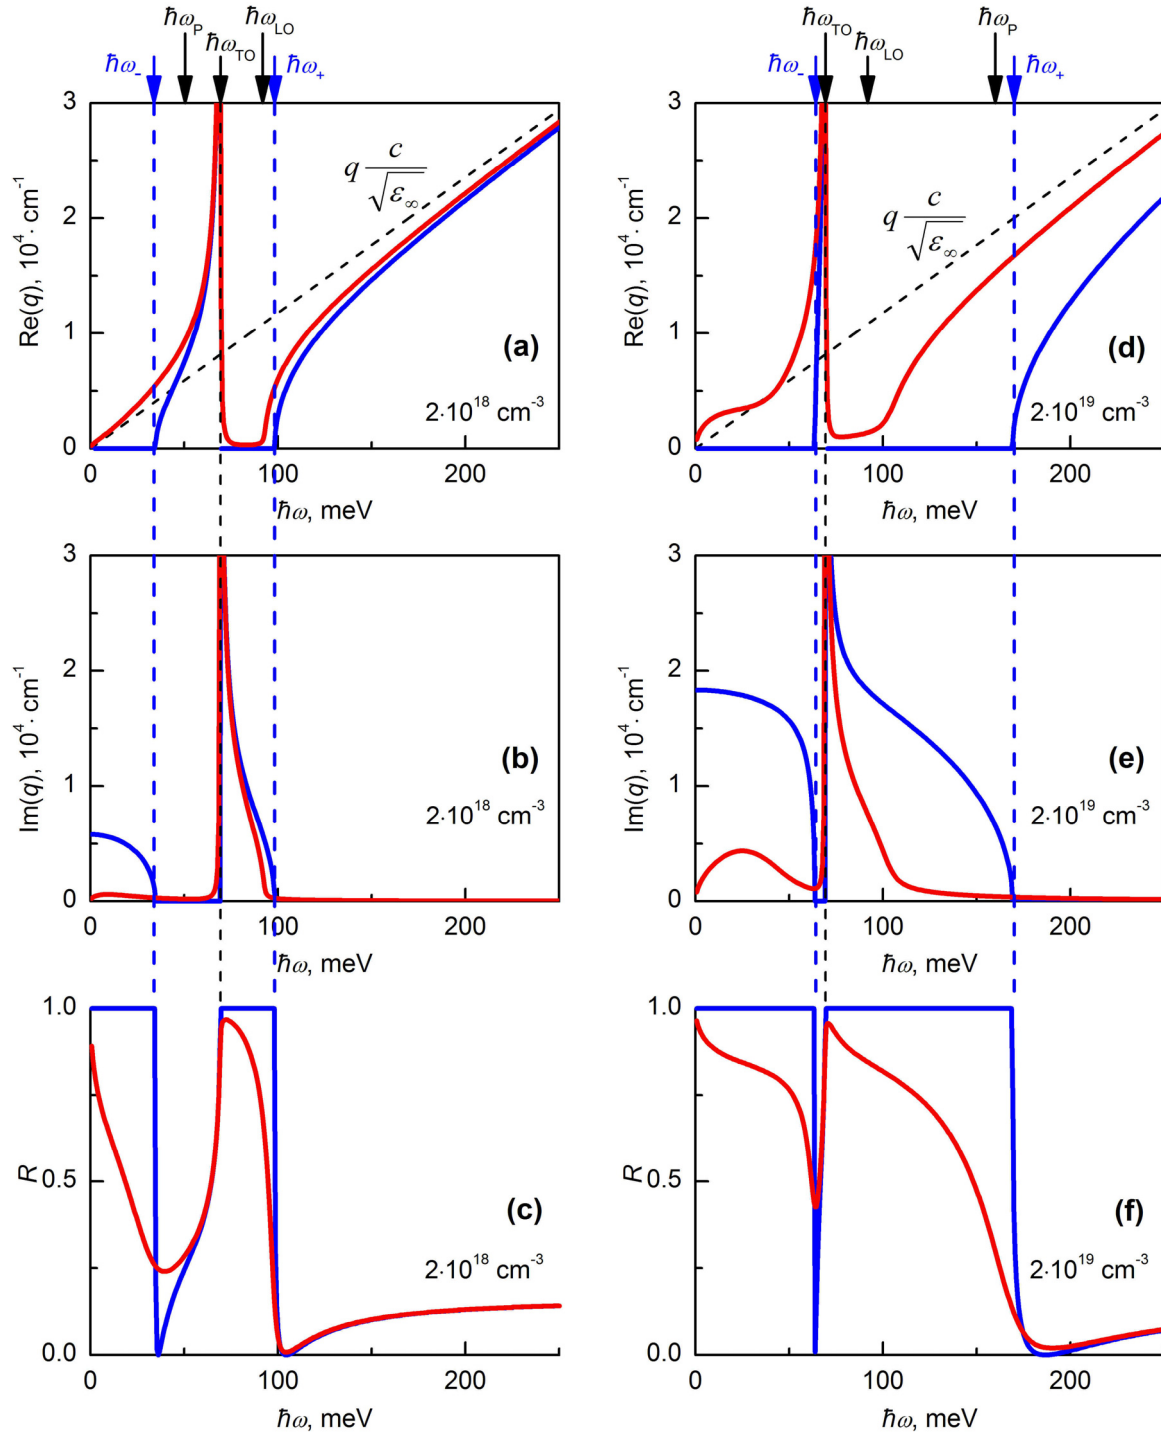 ℏω_P ℏω_LO
ℏω_TO
ℏω_- ℏω_+
3
2
1
0
Re(q), 10^4· cm^-1
q c/√ε_∞
(a)
2·10^18 cm^-3
0 100 200
ℏω, meV
ℏω_TO ℏω_P
ℏω_LO
ℏω_- ℏω_+
3
2
1
0
Re(q), 10^4· cm^-1
q c/√ε_∞
(d)
2·10^19 cm^-3
0 100 200
ℏω, meV
3
2
1
0
Im(q), 10^4· cm^-1
(b)
2·10^18 cm^-3
0 100 200
ℏω, meV
3
2
1
0
Im(q), 10^4· cm^-1
(e)
2·10^19 cm^-3
0 100 200
ℏω, meV
1.0
0.5
0.0
R
(c)
2·10^18 cm^-3
0 100 200
ℏω, meV
1.0
0.5
0.0
R
(f)
2·10^19 cm^-3
0 100 200
ℏω, meV